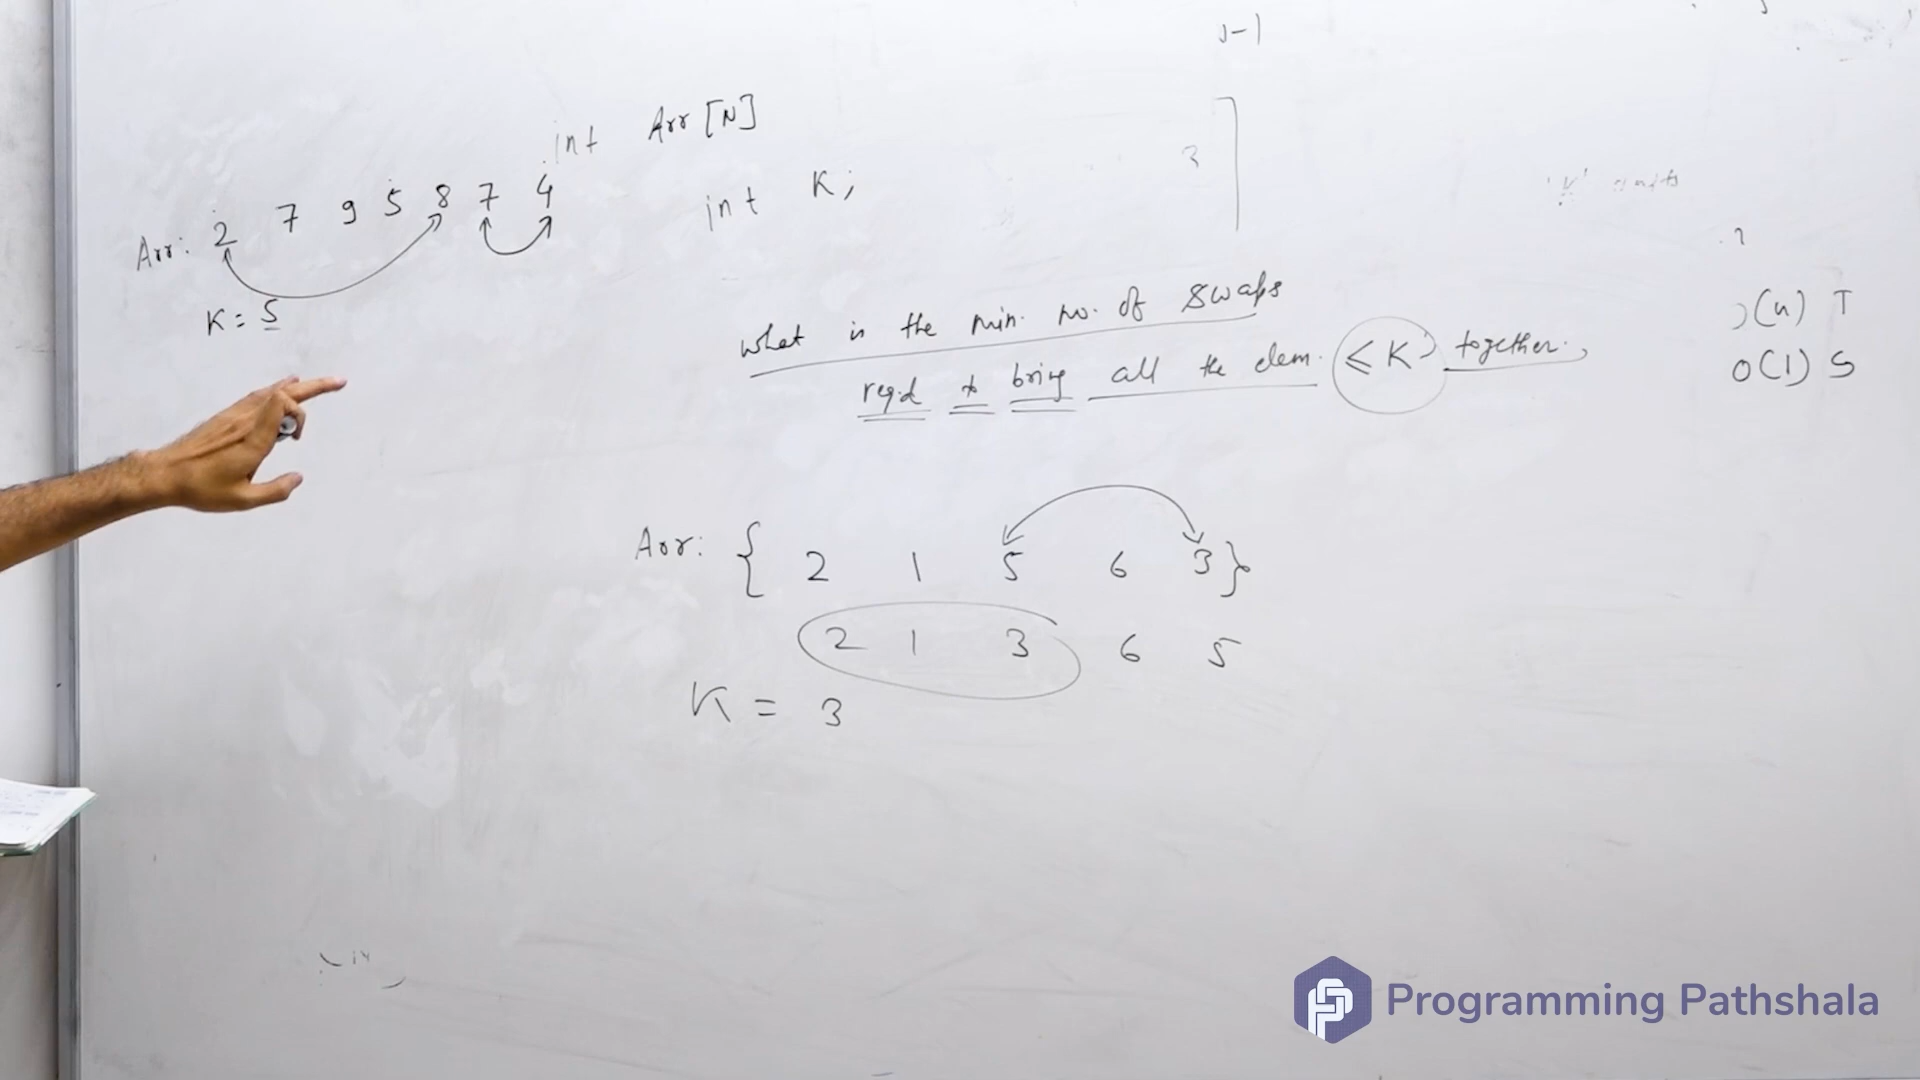 int Arr [N]
int K;
Arr: 2 7 9 5 8 7 4
K = 5
What is the min. no. of swaps
reqd to bring all the elem. ≤ K together.
O(n) T
O(1) S
Arr: { 2 1 5 6 3 }
2 1 3 6 5
K = 3
Programming Pathshala